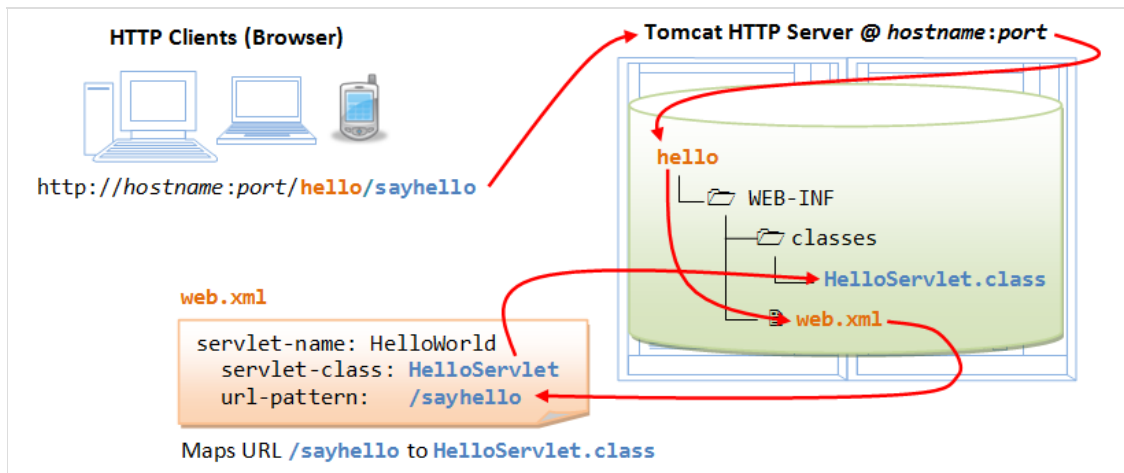 HTTP Clients (Browser)
Tomcat HTTP Server @ hostname:port
http://hostname:port/hello/sayhello
hello
WEB-INF
classes
HelloServlet.class
web.xml
web.xml
servlet-name: HelloWorld
servlet-class: HelloServlet
url-pattern: /sayhello
Maps URL /sayhello to HelloServlet.class